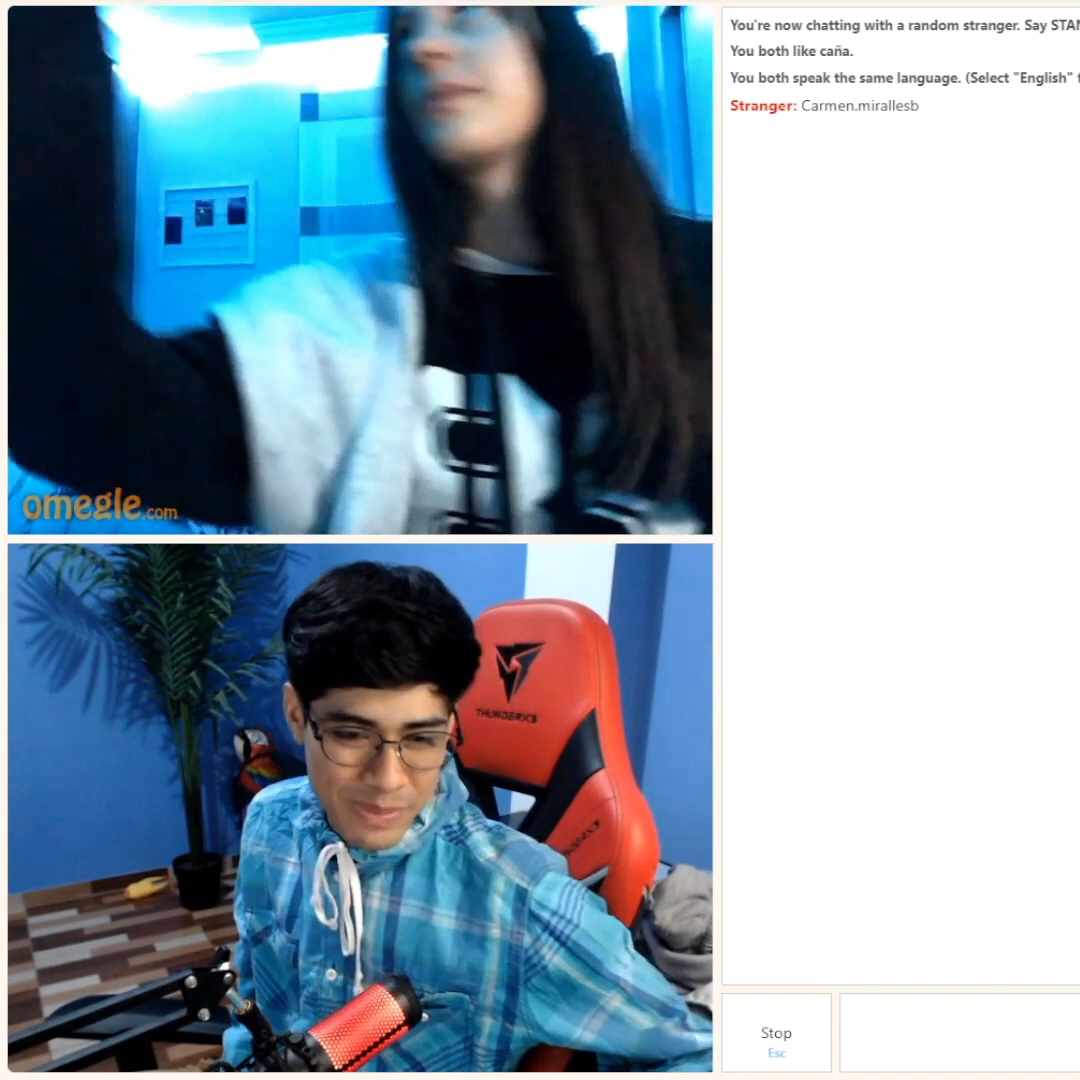 You're now chatting with a random stranger. Say
You both like caña.
You both speak the same language. (Select "English"
Stranger: Carmen.mirallesb
omegle.com
THUNDERX3
Stop
Esc